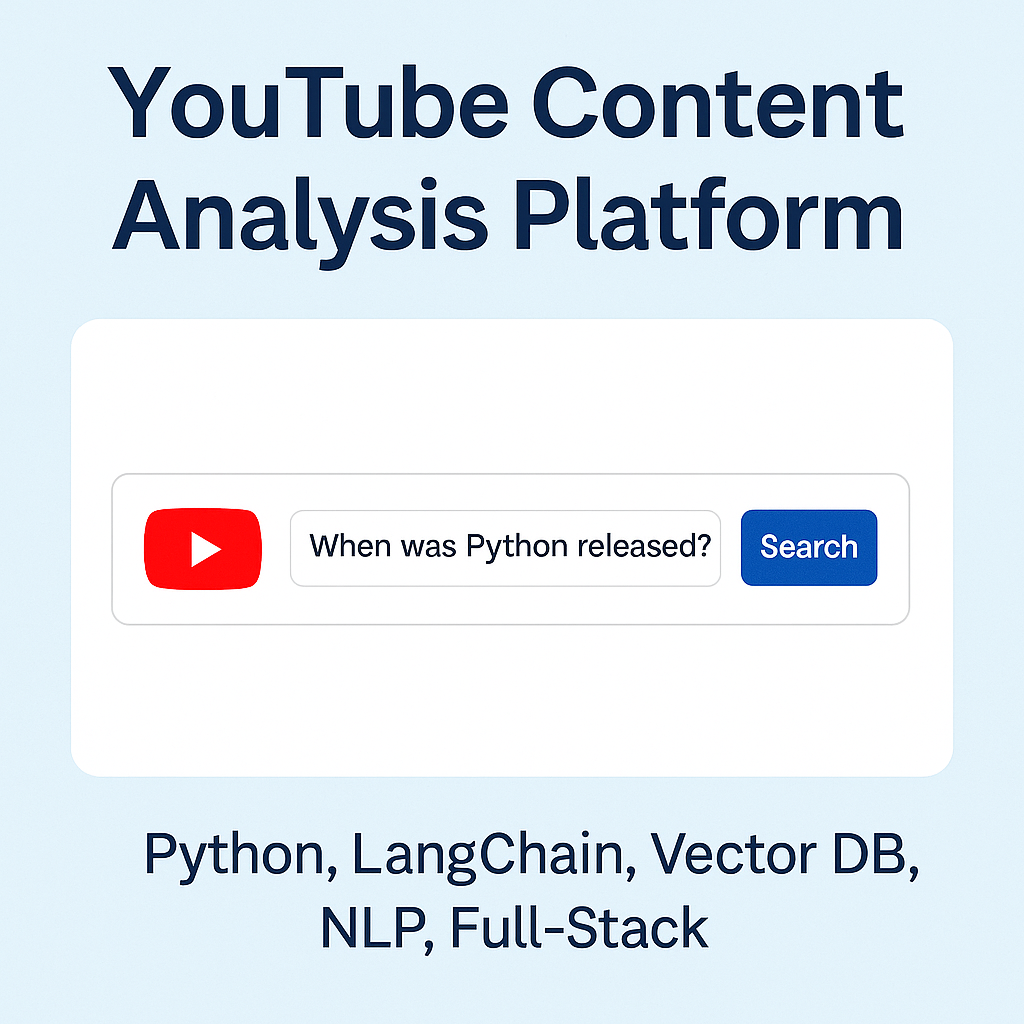 YouTube Content
Analysis Platform
When was Python released?
Search
Python, LangChain, Vector DB,
NLP, Full-Stack